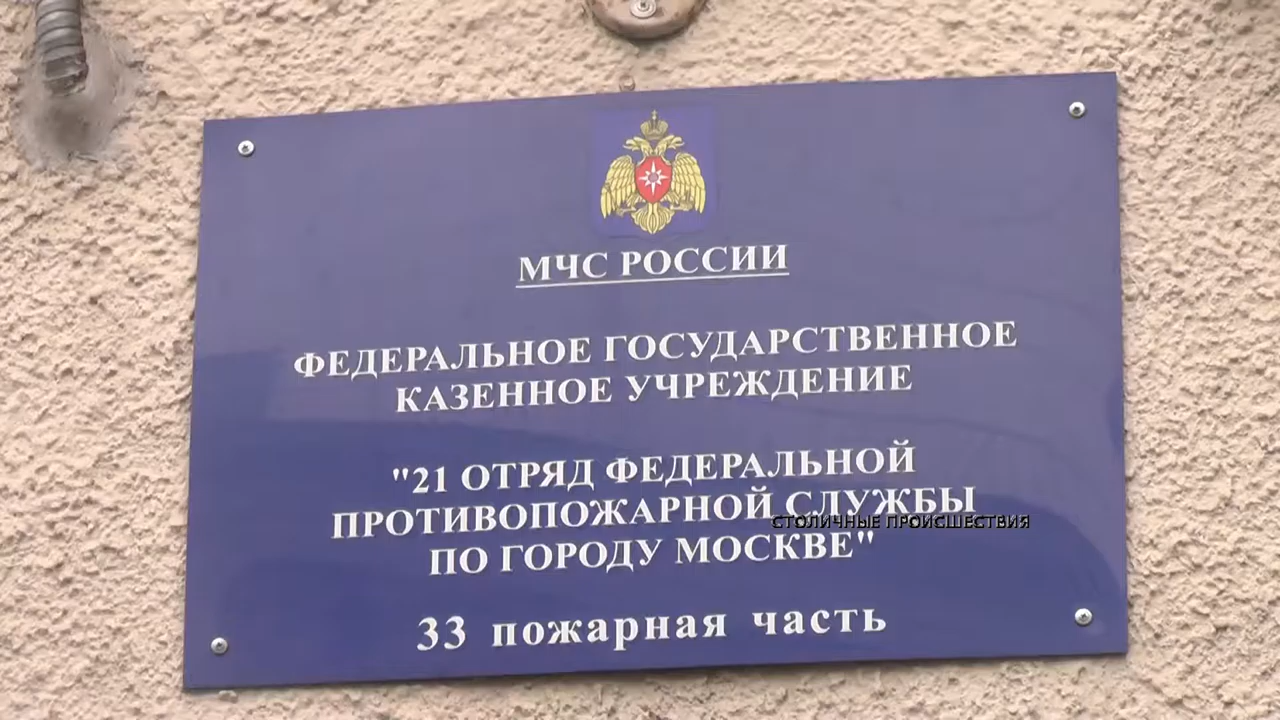 МЧС РОССИИ
ФЕДЕРАЛЬНОЕ ГОСУДАРСТВЕННОЕ
КАЗЕННОЕ УЧРЕЖДЕНИЕ
"21 ОТРЯД ФЕДЕРАЛЬНОЙ
ПРОТИВОПОЖАРНОЙ СЛУЖБЫ
СТОЛИЧНЫЕ ПРОИСШЕСТВИЯ
ПО ГОРОДУ МОСКВЕ"
33 пожарная часть